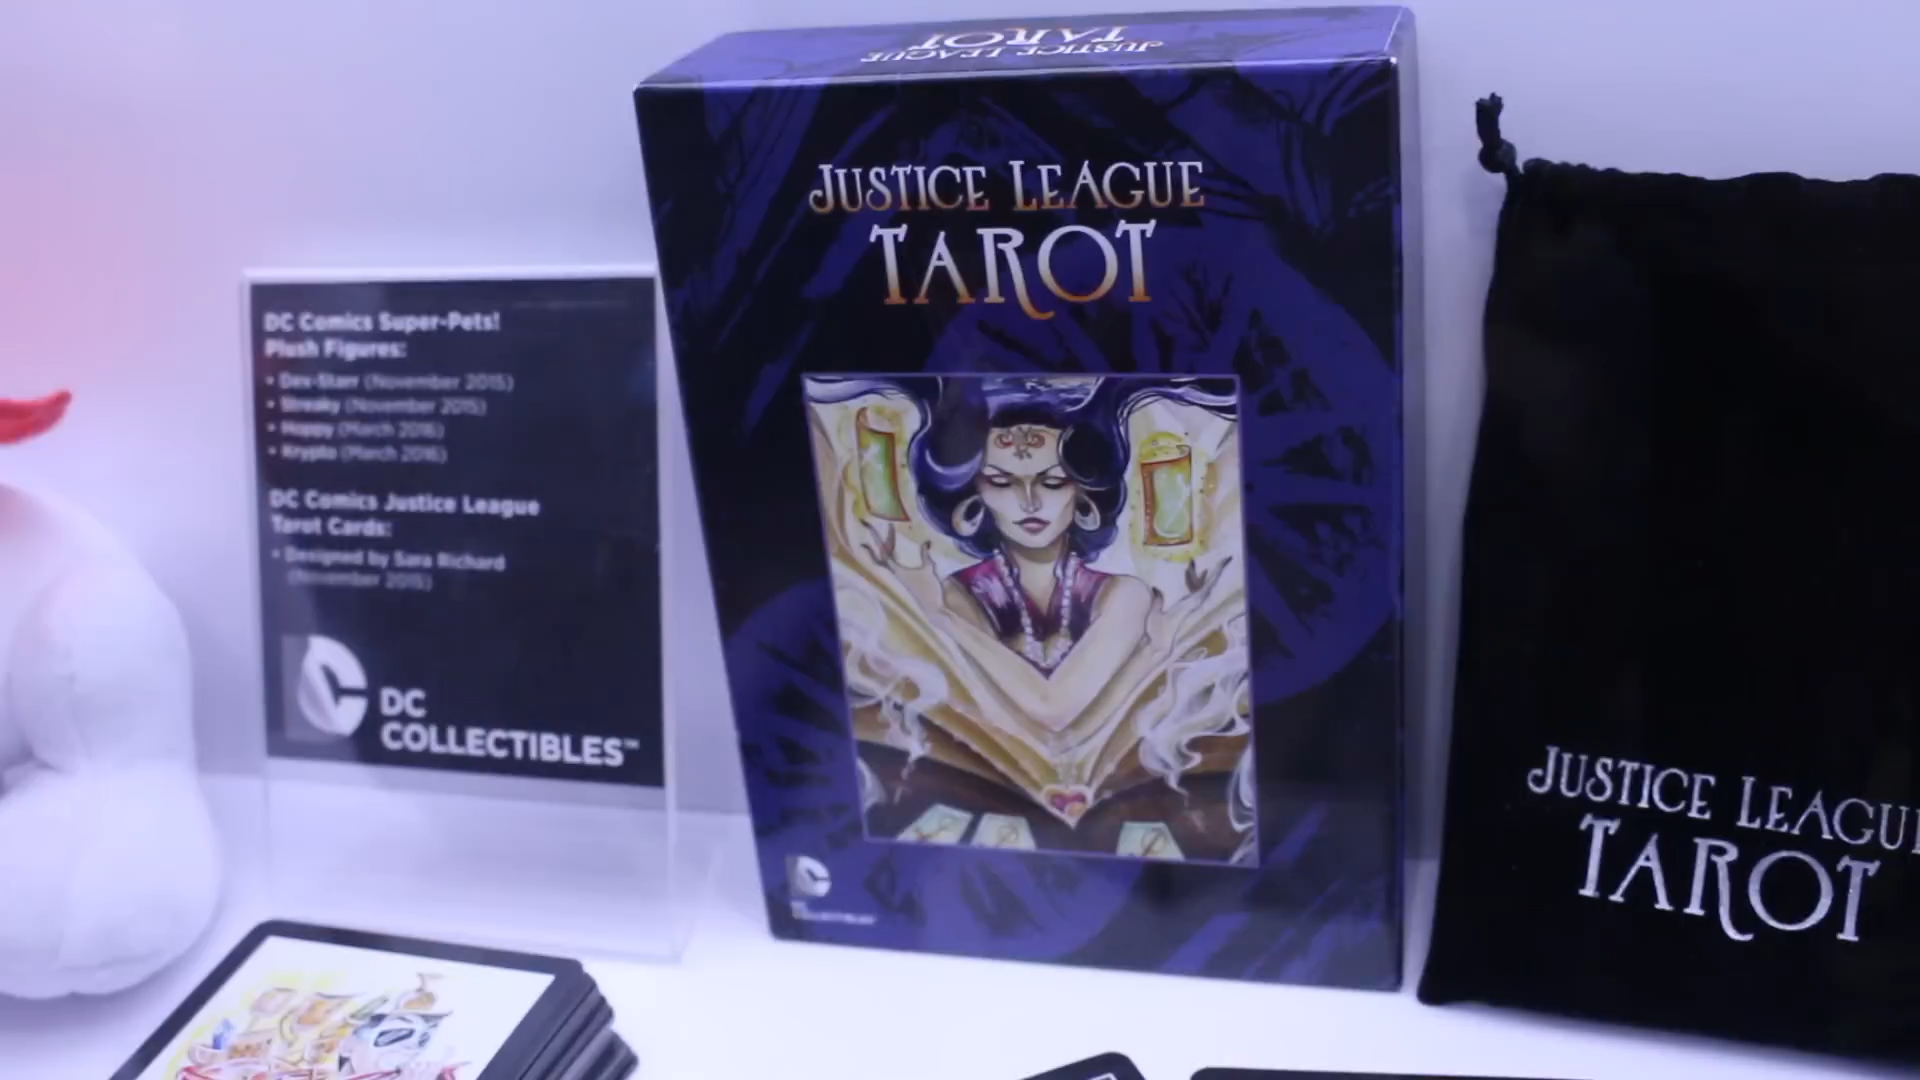 DC Comics Super-Pets!
Plush Figures:
• Dex-Starr (November 2015)
• Streaky (November 2015)
• Hoppy (March 2016)
• Krypto (March 2016)
DC Comics Justice League
Tarot Cards:
• Designed by Sara Richard
(November 2015)
DC
COLLECTIBLES™
JUSTICE LEAGUE
TAROT
JUSTICE LEAGUE
TAROT
DC
COLLECTIBLES
JUSTICE LEAGUE
TAROT